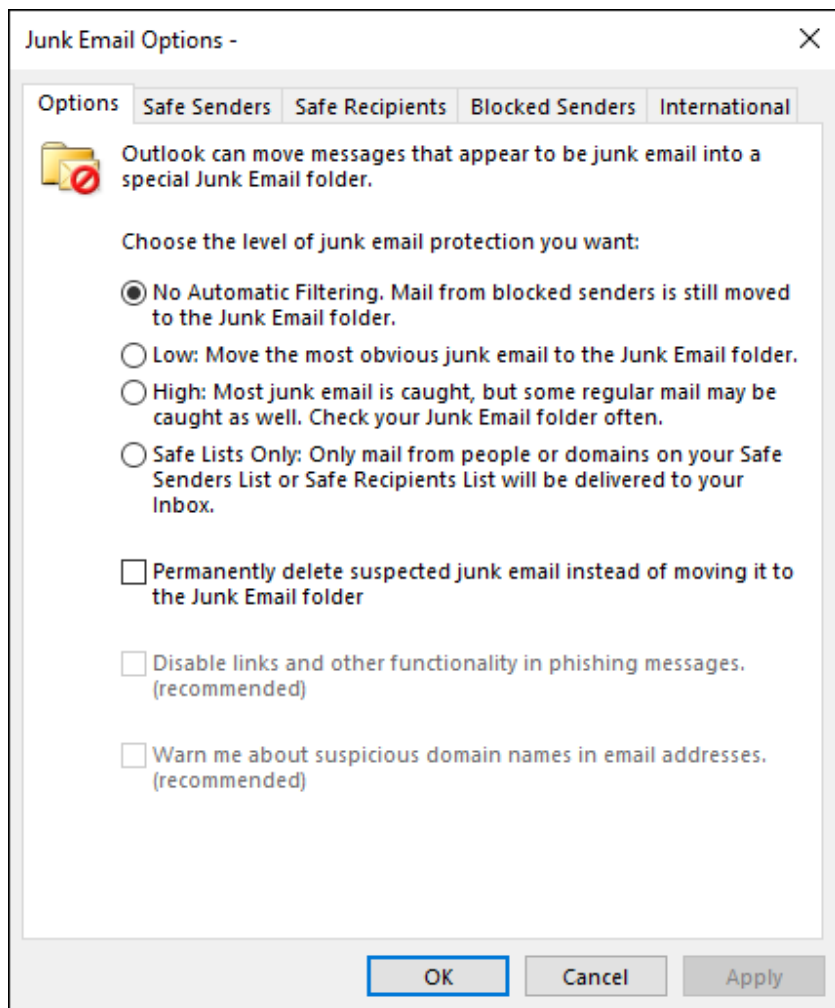 Junk Email Options -
Options
Safe Senders
Safe Recipients
Blocked Senders
International
Outlook can move messages that appear to be junk email into a
special Junk Email folder.
Choose the level of junk email protection you want:
No Automatic Filtering. Mail from blocked senders is still moved
to the Junk Email folder.
Low: Move the most obvious junk email to the Junk Email folder.
High: Most junk email is caught, but some regular mail may be
caught as well. Check your Junk Email folder often.
Safe Lists Only: Only mail from people or domains on your Safe
Senders List or Safe Recipients List will be delivered to your
Inbox.
Permanently delete suspected junk email instead of moving it to
the Junk Email folder
Disable links and other functionality in phishing messages.
(recommended)
Warn me about suspicious domain names in email addresses.
(recommended)
OK
Cancel
Apply